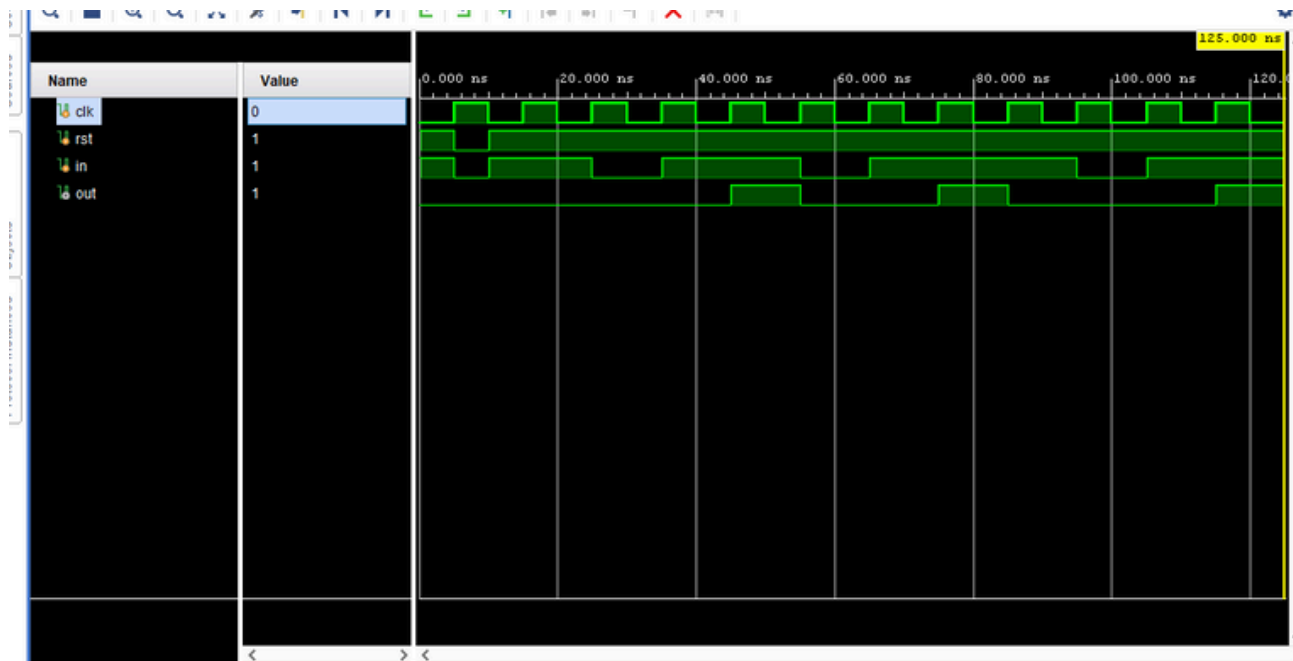 125.000 ns
Name Value 0.000 ns 20.000 ns 40.000 ns 60.000 ns 80.000 ns 100.000 ns 120.
clk 0
rst 1
in 1
out 1